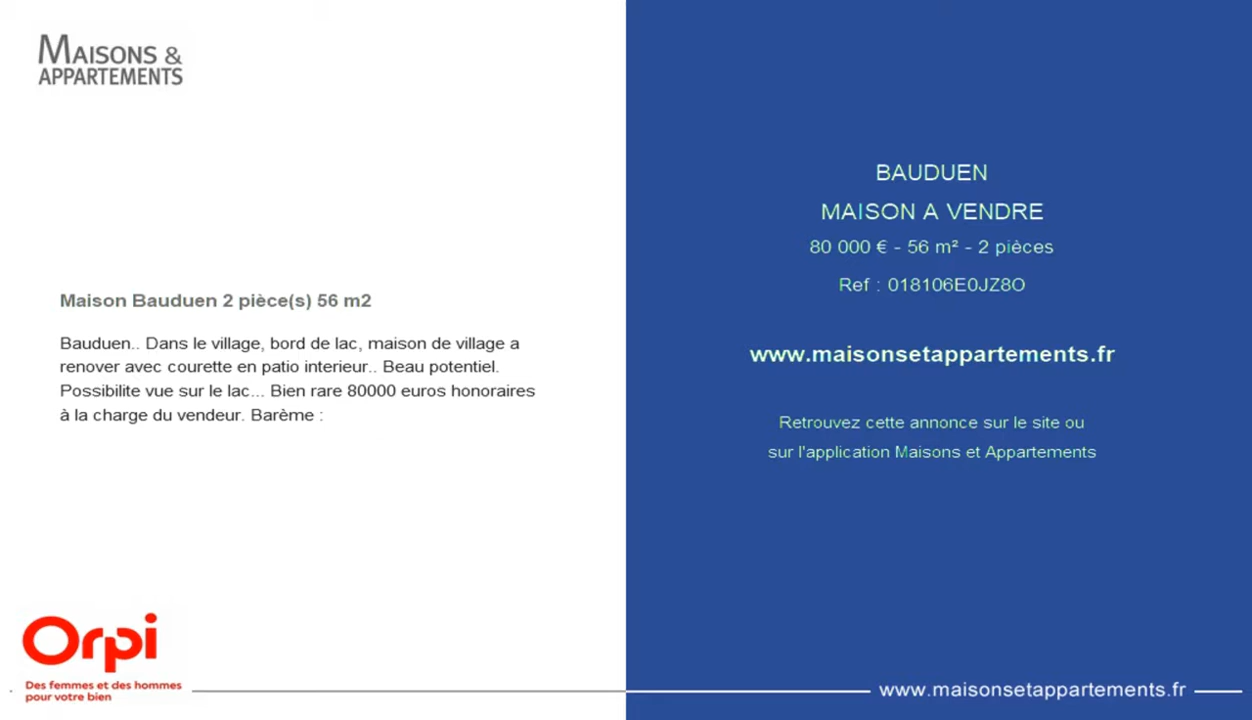 MAISONS &
APPARTEMENTS
Maison Bauduen 2 pièce(s) 56 m2
Bauduen.. Dans le village, bord de lac, maison de village a
renover avec courette en patio interieur.. Beau potentiel.
Possibilite vue sur le lac... Bien rare 80000 euros honoraires
à la charge du vendeur. Barème :
Orpi
Des femmes et des hommes
pour votre bien
BAUDUEN
MAISON A VENDRE
80 000 € - 56 m² - 2 pièces
Ref : 018106E0JZ8O
www.maisonsetappartements.fr
Retrouvez cette annonce sur le site ou
sur l'application Maisons et Appartements
www.maisonsetappartements.fr